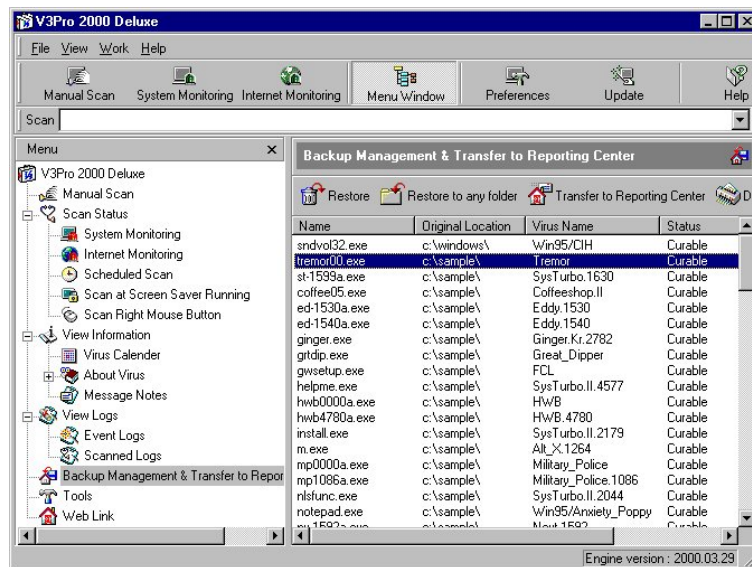 V3Pro 2000 Deluxe
File View Work Help
Manual Scan System Monitoring Internet Monitoring Menu Window Preferences Update Help
Scan
Menu
V3Pro 2000 Deluxe
Manual Scan
Scan Status
System Monitoring
Internet Monitoring
Scheduled Scan
Scan at Screen Saver Running
Scan Right Mouse Button
View Information
Virus Calender
About Virus
Message Notes
View Logs
Event Logs
Scanned Logs
Backup Management & Transfer to Repor
Tools
Web Link
Backup Management & Transfer to Reporting Center
Restore Restore to any folder Transfer to Reporting Center D
Name Original Location Virus Name Status
sndvol32.exe c:\windows\ Win95/CIH Curable
tremor00.exe c:\sample\ Tremor Curable
st-1599a.exe c:\sample\ SysTurbo.1630 Curable
coffee05.exe c:\sample\ Coffeeshop.II Curable
ed-1530a.exe c:\sample\ Eddy.1530 Curable
ed-1540a.exe c:\sample\ Eddy.1540 Curable
ginger.exe c:\sample\ Ginger.Kr.2782 Curable
grtdip.exe c:\sample\ Great_Dipper Curable
gwsetup.exe c:\sample\ FCL Curable
helpme.exe c:\sample\ SysTurbo.II.4577 Curable
hwb0000a.exe c:\sample\ HWB Curable
hwb4780a.exe c:\sample\ HWB.4780 Curable
install.exe c:\sample\ SysTurbo.II.2179 Curable
m.exe c:\sample\ Alt_X.1264 Curable
mp0000a.exe c:\sample\ Military_Police Curable
mp1086a.exe c:\sample\ Military_Police.1086 Curable
nlsfunc.exe c:\sample\ SysTurbo.II.2044 Curable
notepad.exe c:\sample\ Win95/Anxiety_Poppy Curable
c:\sample\ Curable
Engine version : 2000.03.29